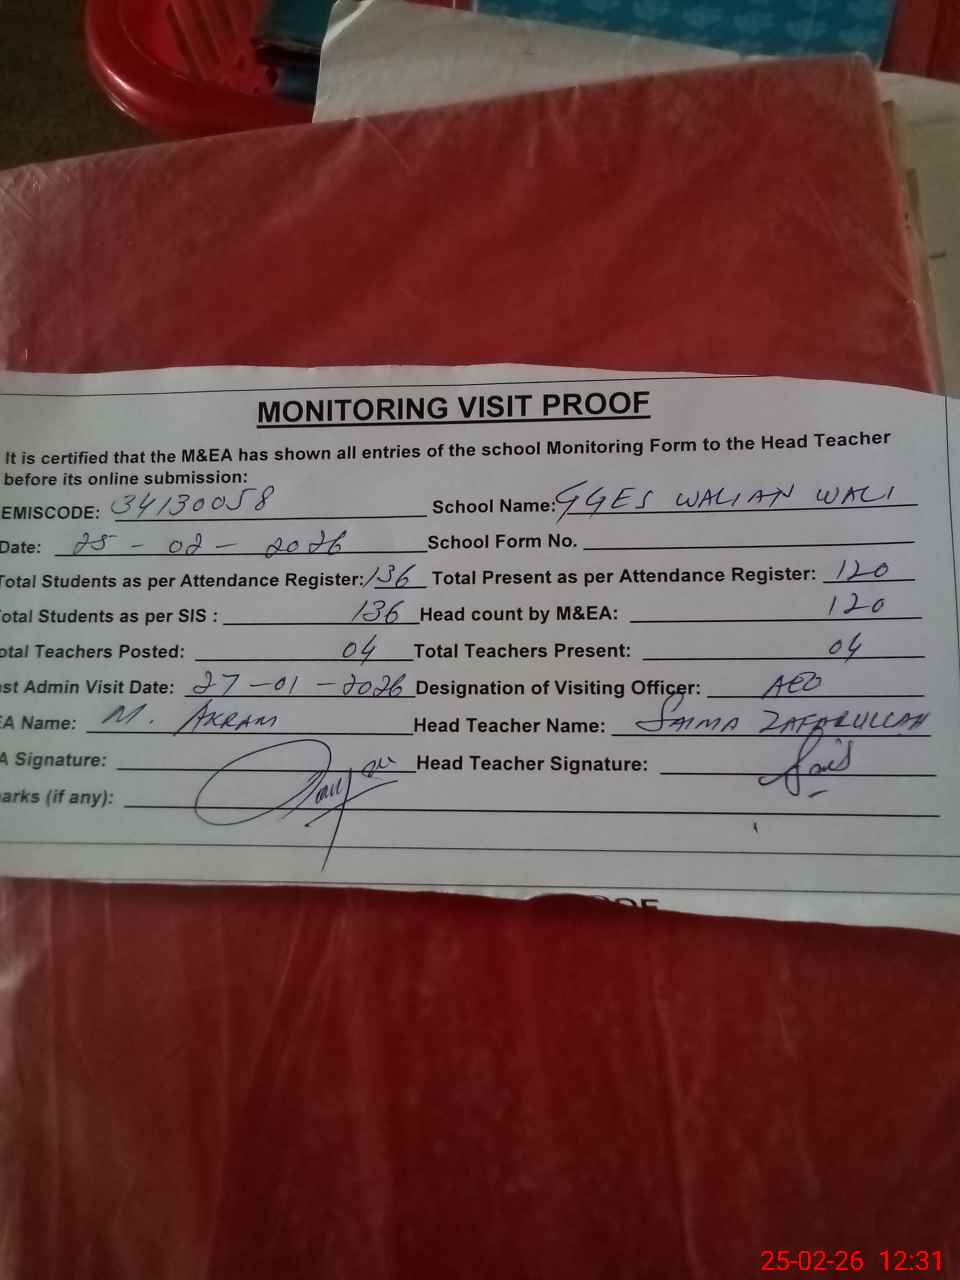 MONITORING VISIT PROOF
It is certified that the M&EA has shown all entries of the school Monitoring Form to the Head Teacher
before its online submission:
EMISCODE: 34130058 School Name: GGES WALIAN WALI
Date: 25 - 02 - 2026 School Form No.
Total Students as per Attendance Register: 136 Total Present as per Attendance Register: 120
otal Students as per SIS : 136 Head count by M&EA: 120
otal Teachers Posted: 04 Total Teachers Present: 04
st Admin Visit Date: 27-01-2026 Designation of Visiting Officer: AEO
EA Name: M. AKRAM Head Teacher Name: SAIMA ZAFARULLAH
A Signature: Head Teacher Signature:
arks (if any):
25-02-26 12:31